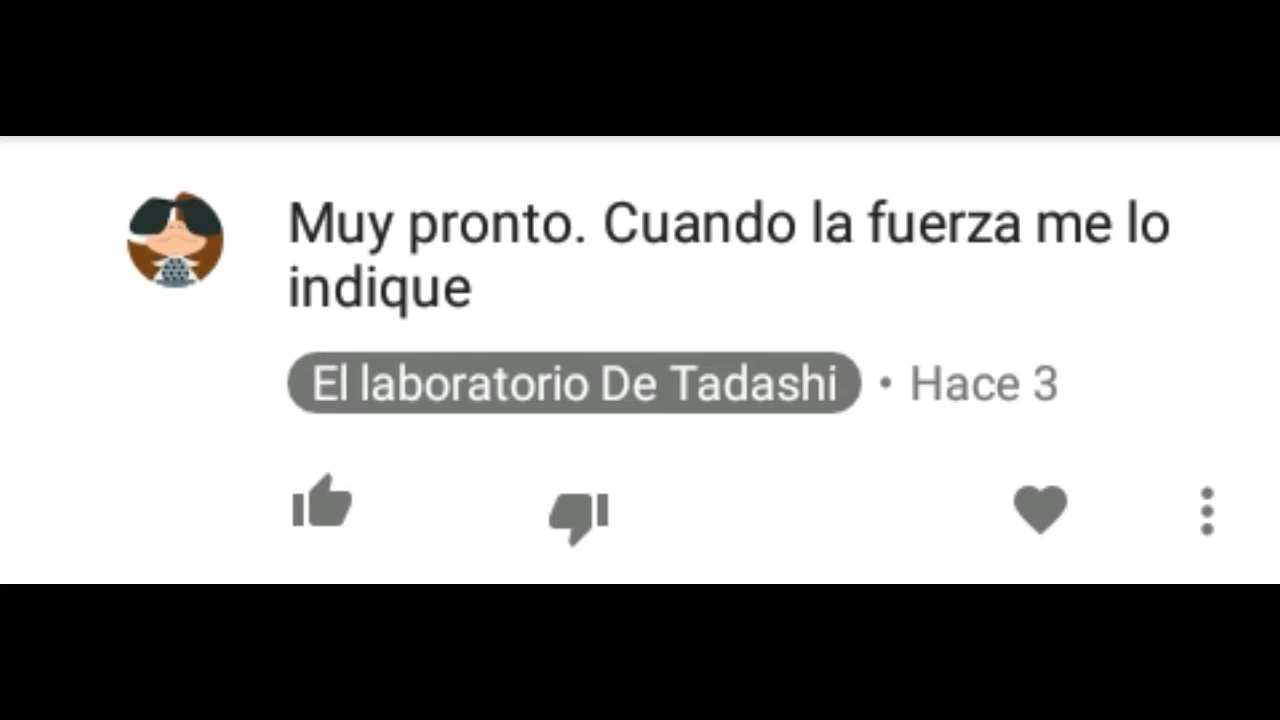 Muy pronto. Cuando la fuerza me lo
indique
El laboratorio De Tadashi • Hace 3